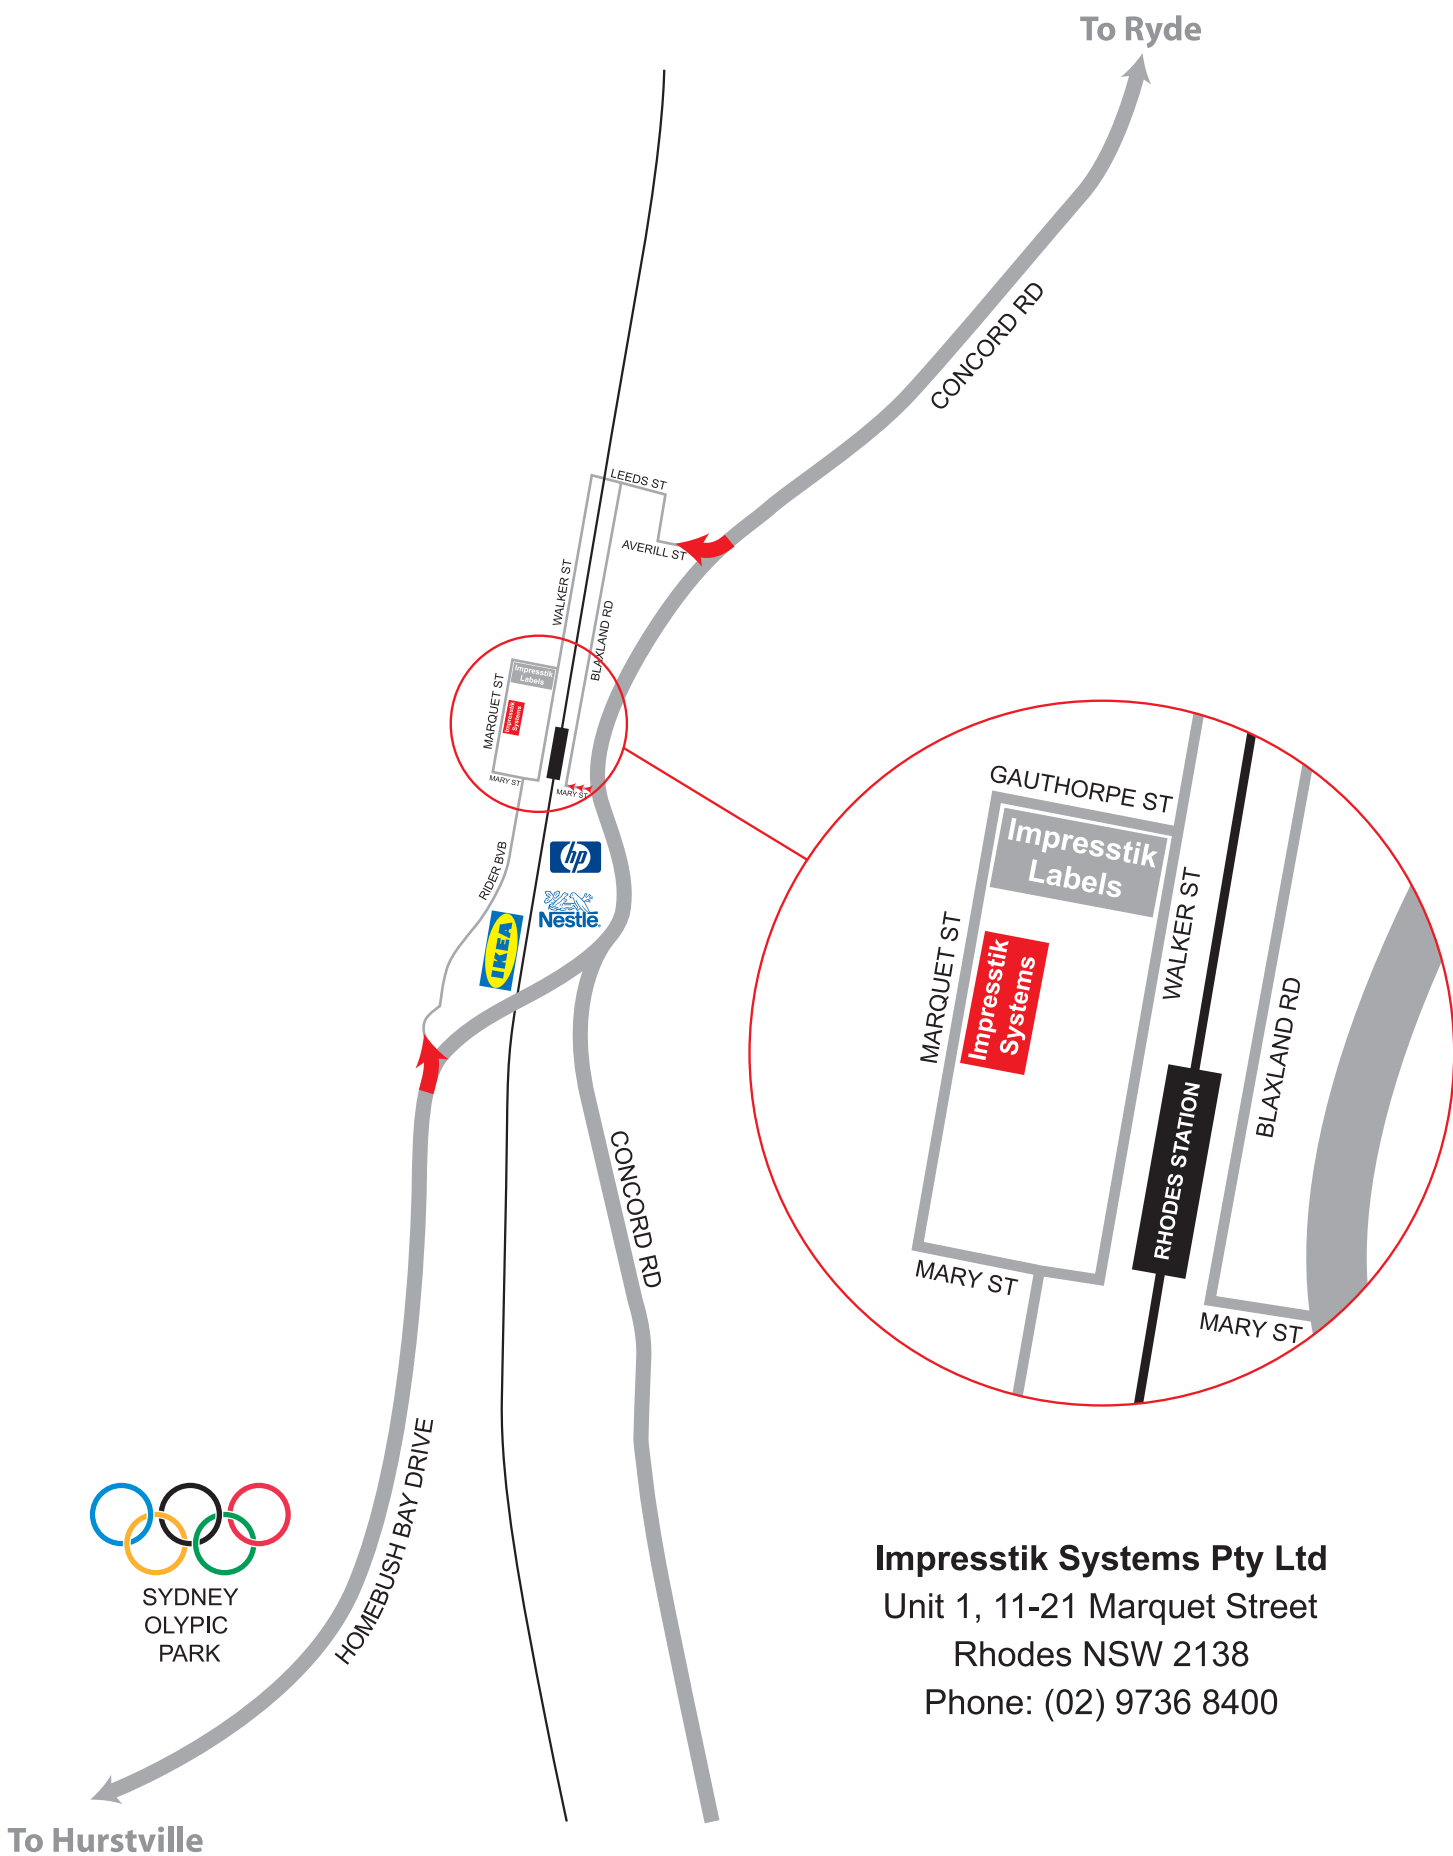 To Ryde
CONCORD RD
LEEDS ST
AVERILL ST
WALKER ST
BLAXLAND RD
Impresstik
Labels
MARQUET ST
Impresstik
Systems
MARY ST
MARY ST
RIDER BVB
hp
Nestlé
IKEA
GAUTHORPE ST
Impresstik
Labels
MARQUET ST
Impresstik
Systems
WALKER ST
BLAXLAND RD
RHODES STATION
MARY ST
MARY ST
CONCORD RD
HOMEBUSH BAY DRIVE
SYDNEY
OLYPIC
PARK
Impresstik Systems Pty Ltd
Unit 1, 11-21 Marquet Street
Rhodes NSW 2138
Phone: (02) 9736 8400
To Hurstville